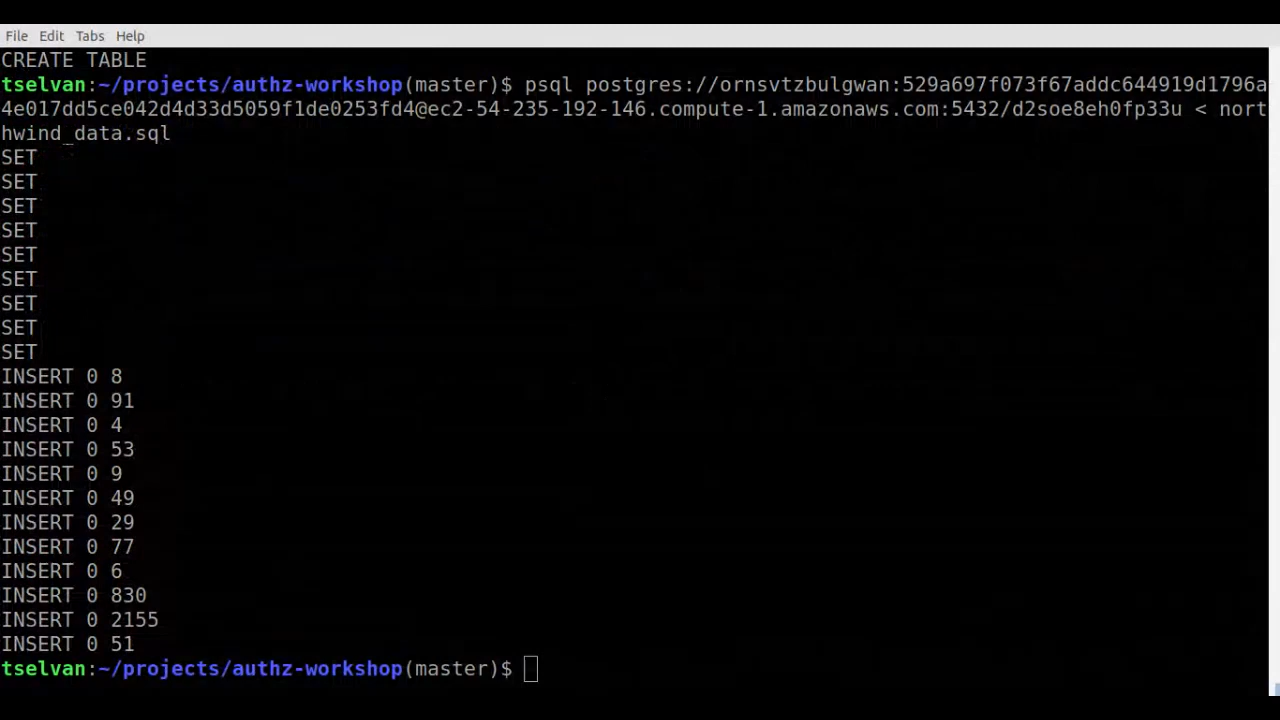 File Edit Tabs Help
CREATE TABLE
tselvan:~/projects/authz-workshop(master)$ psql postgres://ornsvtzbulgwan:529a697f073f67addc644919d1796a
4e017dd5ce042d4d33d5059f1de0253fd4@ec2-54-235-192-146.compute-1.amazonaws.com:5432/d2soe8eh0fp33u < nort
hwind_data.sql
SET
SET
SET
SET
SET
SET
SET
SET
SET
INSERT 0 8
INSERT 0 91
INSERT 0 4
INSERT 0 53
INSERT 0 9
INSERT 0 49
INSERT 0 29
INSERT 0 77
INSERT 0 6
INSERT 0 830
INSERT 0 2155
INSERT 0 51
tselvan:~/projects/authz-workshop(master)$